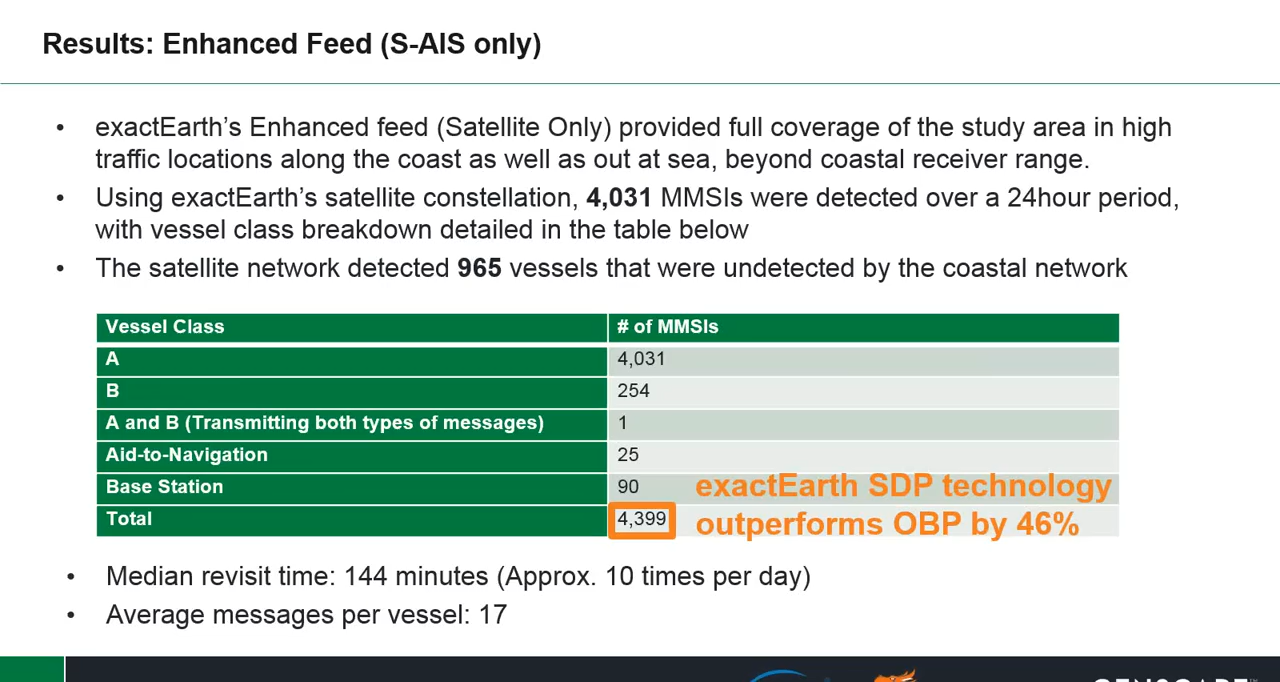 Results: Enhanced Feed (S-AIS only)
• exactEarth’s Enhanced feed (Satellite Only) provided full coverage of the study area in high
traffic locations along the coast as well as out at sea, beyond coastal receiver range.
• Using exactEarth’s satellite constellation, 4,031 MMSIs were detected over a 24hour period,
with vessel class breakdown detailed in the table below
• The satellite network detected 965 vessels that were undetected by the coastal network
Vessel Class # of MMSIs
A 4,031
B 254
A and B (Transmitting both types of messages) 1
Aid-to-Navigation 25
Base Station 90
Total 4,399
exactEarth SDP technology
outperforms OBP by 46%
• Median revisit time: 144 minutes (Approx. 10 times per day)
• Average messages per vessel: 17
GENSCAPE™